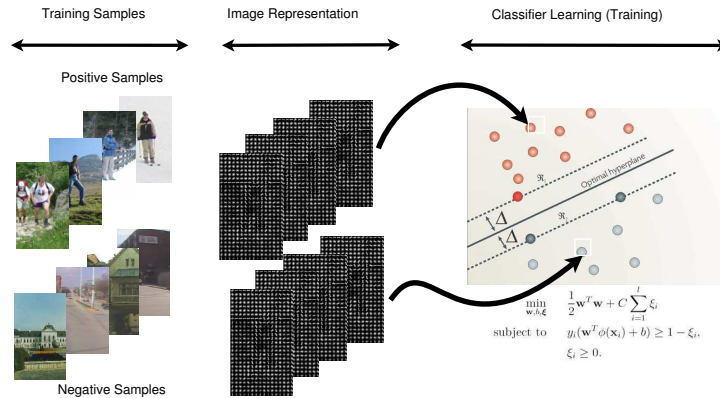 Training Samples
Image Representation
Classifier Learning (Training)
Positive Samples
Negative Samples
ℜ
Optimal hyperplane
ℜ
Δ
Δ
min
w,b,ξ
1/2 w^T w + C ∑_{i=1}^{l} ξ_i
subject to y_i(w^T ϕ(x_i) + b) ≥ 1 − ξ_i,
ξ_i ≥ 0.